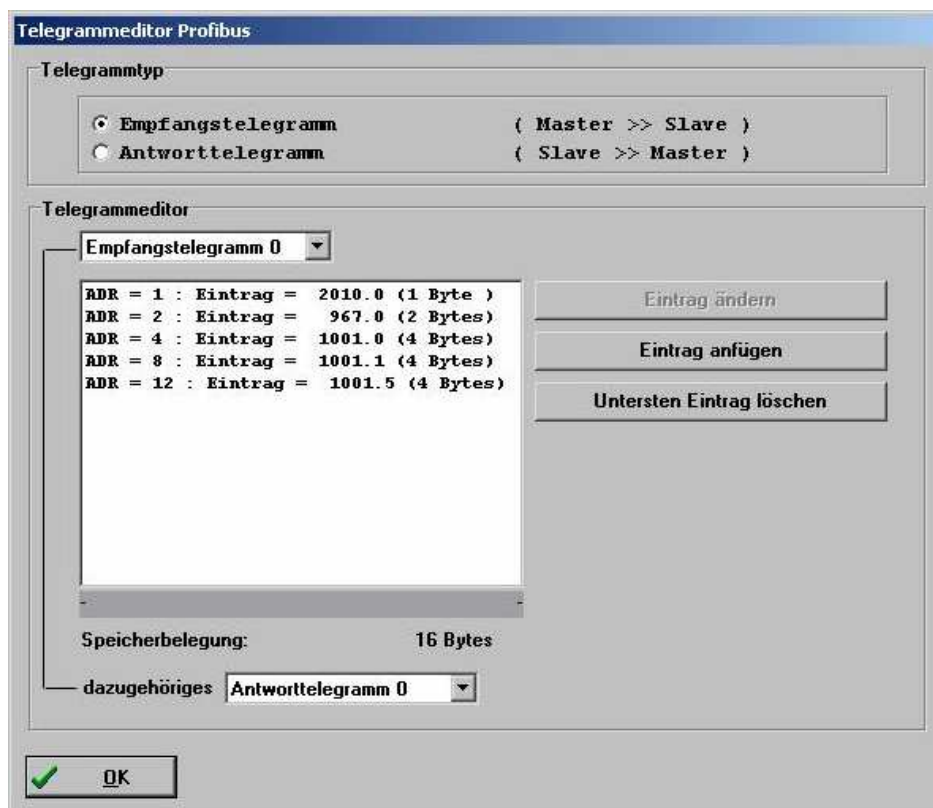 Telegrammeditor Profibus
Telegrammtyp
Empfangstelegramm ( Master >> Slave )
Antworttelegramm ( Slave >> Master )
Telegrammeditor
Empfangstelegramm 0
ADR = 1 : Eintrag = 2010.0 (1 Byte )
ADR = 2 : Eintrag = 967.0 (2 Bytes)
ADR = 4 : Eintrag = 1001.0 (4 Bytes)
ADR = 8 : Eintrag = 1001.1 (4 Bytes)
ADR = 12 : Eintrag = 1001.5 (4 Bytes)
Eintrag ändern
Eintrag anfügen
Untersten Eintrag löschen
- -
Speicherbelegung: 16 Bytes
dazugehöriges Antworttelegramm 0
OK